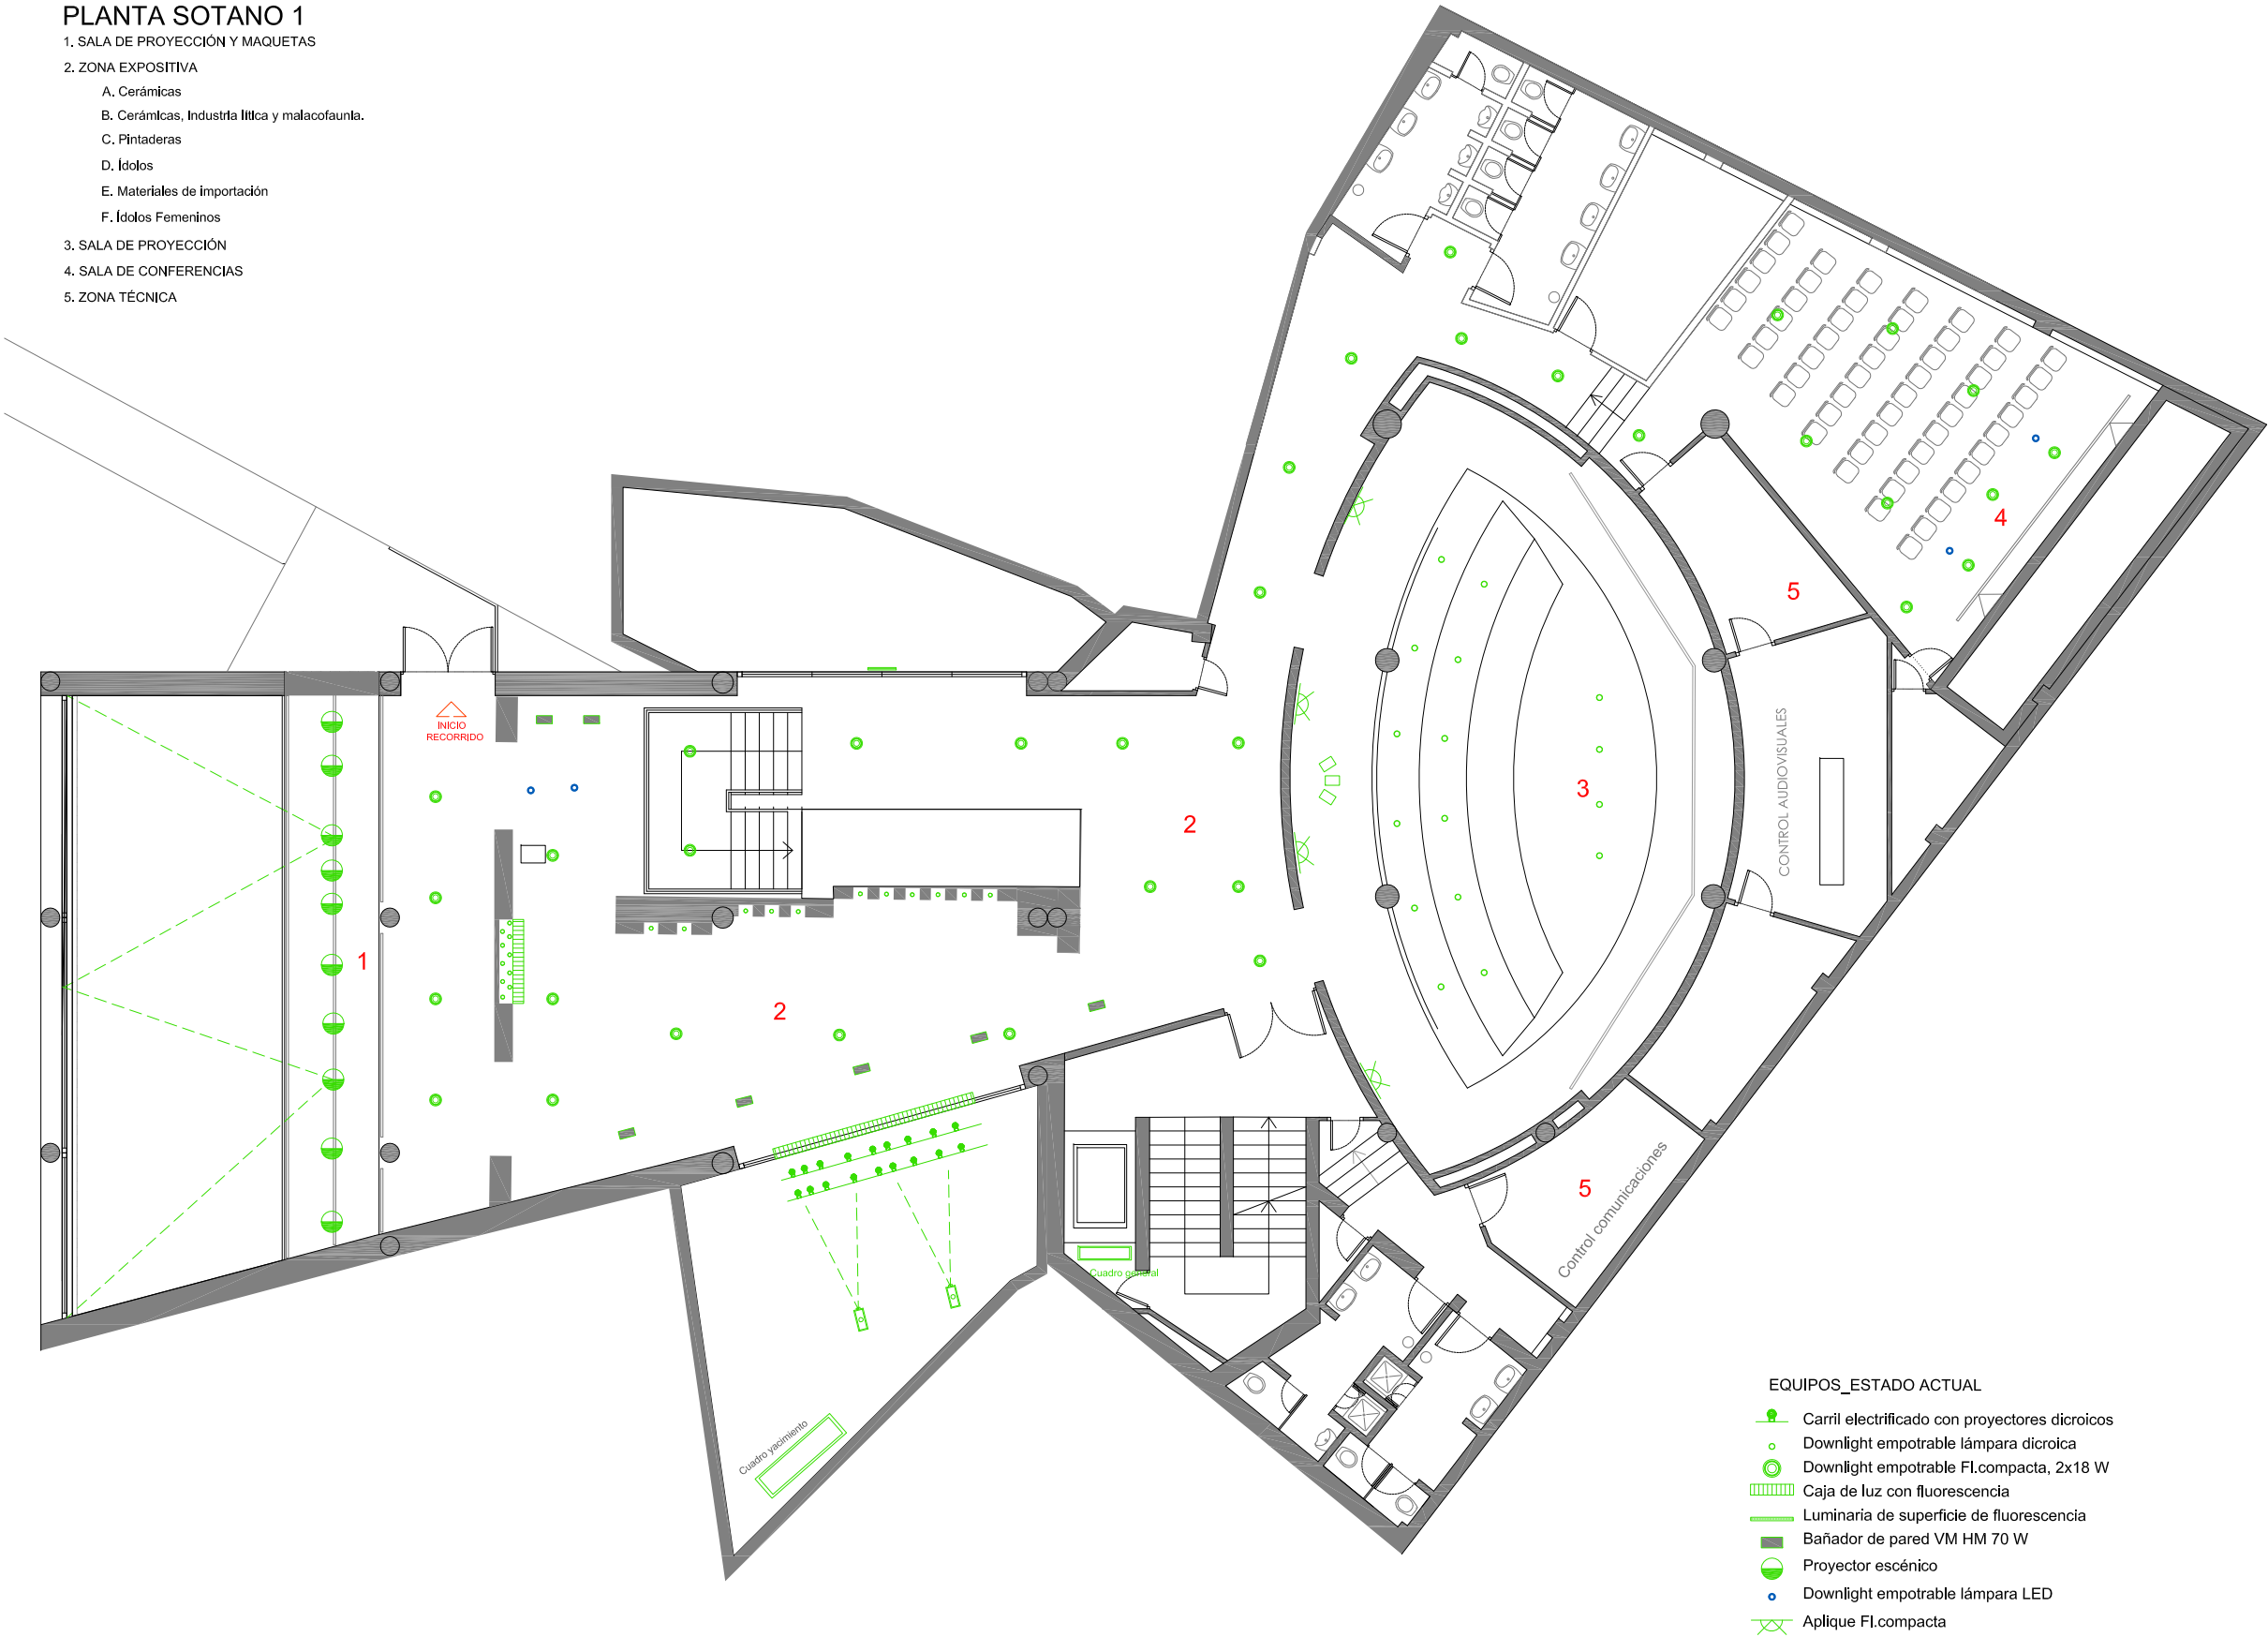 PLANTA SOTANO 1
1. SALA DE PROYECCIÓN Y MAQUETAS
2. ZONA EXPOSITIVA
A. Cerámicas
B. Cerámicas, Industria lítica y malacofaunia.
C. Pintaderas
D. Ídolos
E. Materiales de importación
F. Ídolos Femeninos
3. SALA DE PROYECCIÓN
4. SALA DE CONFERENCIAS
5. ZONA TÉCNICA
4
5
INICIO
RECORRIDO
CONTROL AUDIOVISUALES
3
2
1
2
5
Control comunicaciones
Cuadro general
Cuadro yacimiento
EQUIPOS_ESTADO ACTUAL
Carril electrificado con proyectores dicroicos
Downlight empotrable lámpara dicroica
Downlight empotrable Fl.compacta, 2x18 W
Caja de luz con fluorescencia
Luminaria de superficie de fluorescencia
Bañador de pared VM HM 70 W
Proyector escénico
Downlight empotrable lámpara LED
Aplique Fl.compacta